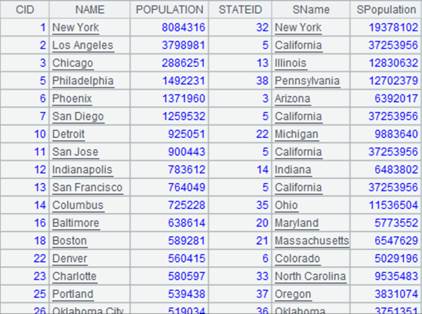 CID NAME POPULATION STATEID SName SPopulation
1 New York 8084316 32 New York 19378102
2 Los Angeles 3798981 5 California 37253956
3 Chicago 2886251 13 Illinois 12830632
5 Philadelphia 1492231 38 Pennsylvania 12702379
6 Phoenix 1371960 3 Arizona 6392017
7 San Diego 1259532 5 California 37253956
10 Detroit 925051 22 Michigan 9883640
11 San Jose 900443 5 California 37253956
12 Indianapolis 783612 14 Indiana 6483802
13 San Francisco 764049 5 California 37253956
14 Columbus 725228 35 Ohio 11536504
16 Baltimore 638614 20 Maryland 5773552
18 Boston 589281 21 Massachusetts 6547629
22 Denver 560415 6 Colorado 5029196
23 Charlotte 580597 33 North Carolina 9535483
25 Portland 539438 37 Oregon 3831074
26 Oklahoma City 519034 36 Oklahoma 3751351